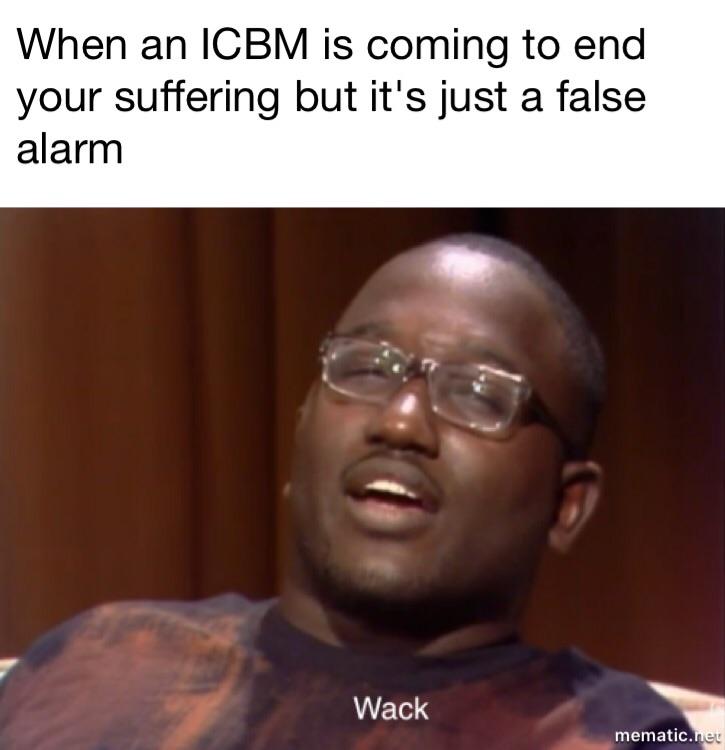 When an ICBM is coming to end
your suffering but it's just a false
alarm
Wack
mematic.net